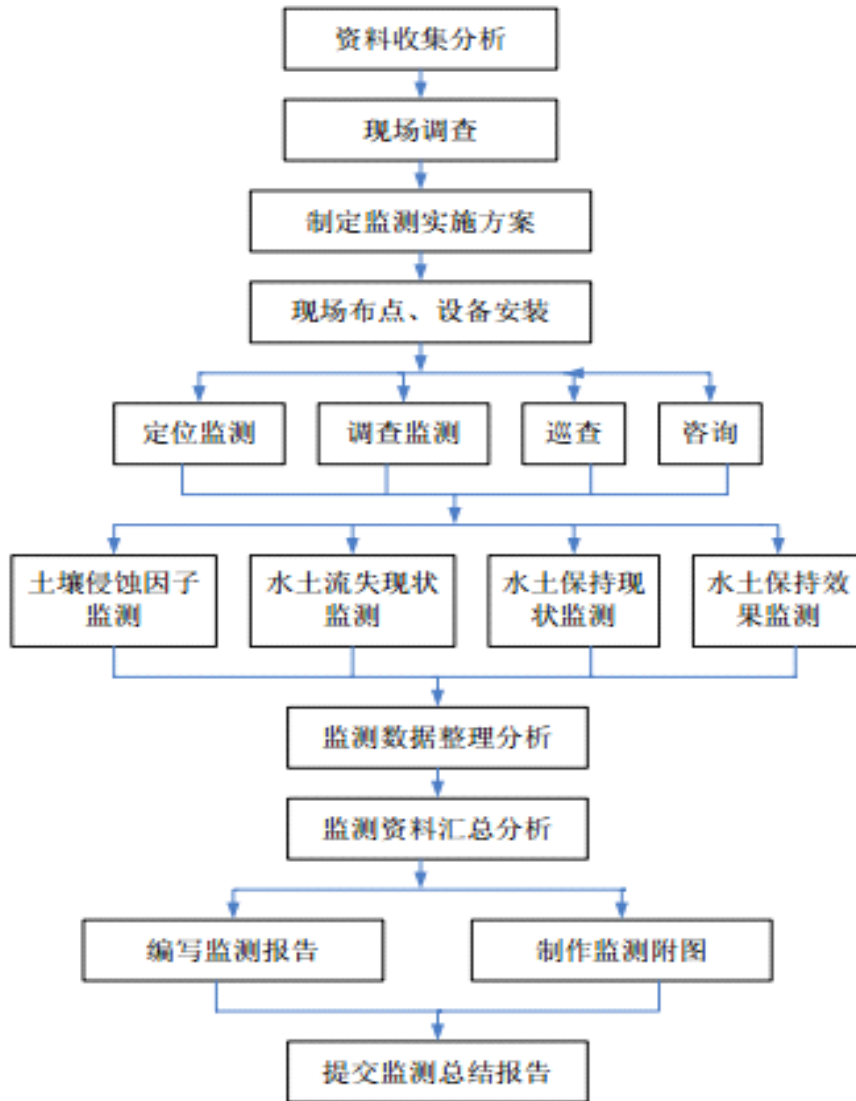 资料收集分析
现场调查
制定监测实施方案
现场布点、设备安装
定位监测
调查监测
巡查
咨询
土壤侵蚀因子
监测
水土流失现状
监测
水土保持现
状监测
水土保持效
果监测
监测数据整理分析
监测资料汇总分析
编写监测报告
制作监测附图
提交监测总结报告